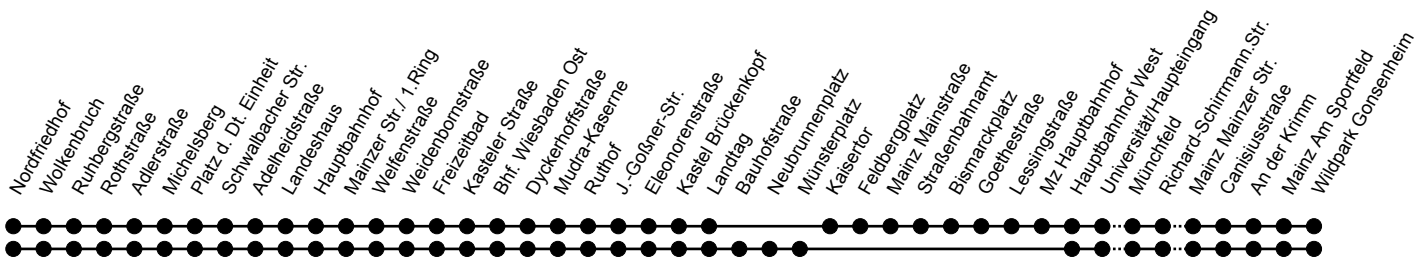 Nordfriedhof
Wolkenbruch
Ruhbergstraße
Rothstraße
Adlerstraße
Michelsberg
Platz d. Dt. Einheit
Schwalbacher Str.
Adelheidstraße
Landeshaus
Hauptbahnhof
Mainzer Str./ 1.Ring
Welfenstraße
Weidenbornstraße
Freizeitbad
Kasteler Straße
Bhf. Wiesbaden Ost
Dyckerhoffstraße
Mudra-Kaserne
Ruthof
J.-Goßner-Str.
Eleonorenstraße
Kastel Brückenkopf
Landtag
Bauhofstraße
Neubrunnenplatz
Münsterplatz
Kaisertor
Feldbergplatz
Mainz Mainstraße
Straßenbahnamt
Bismarckplatz
Goethestraße
Lessingstraße
Mz Hauptbahnhof
Hauptbahnhof West
Universität/Haupteingang
Münchfeld
Richard-Schirrmann.Str.
Mainz Mainzer Str.
Canisiusstraße
An der Krimm
Mainz Am Sportfeld
Wildpark Gonsenheim